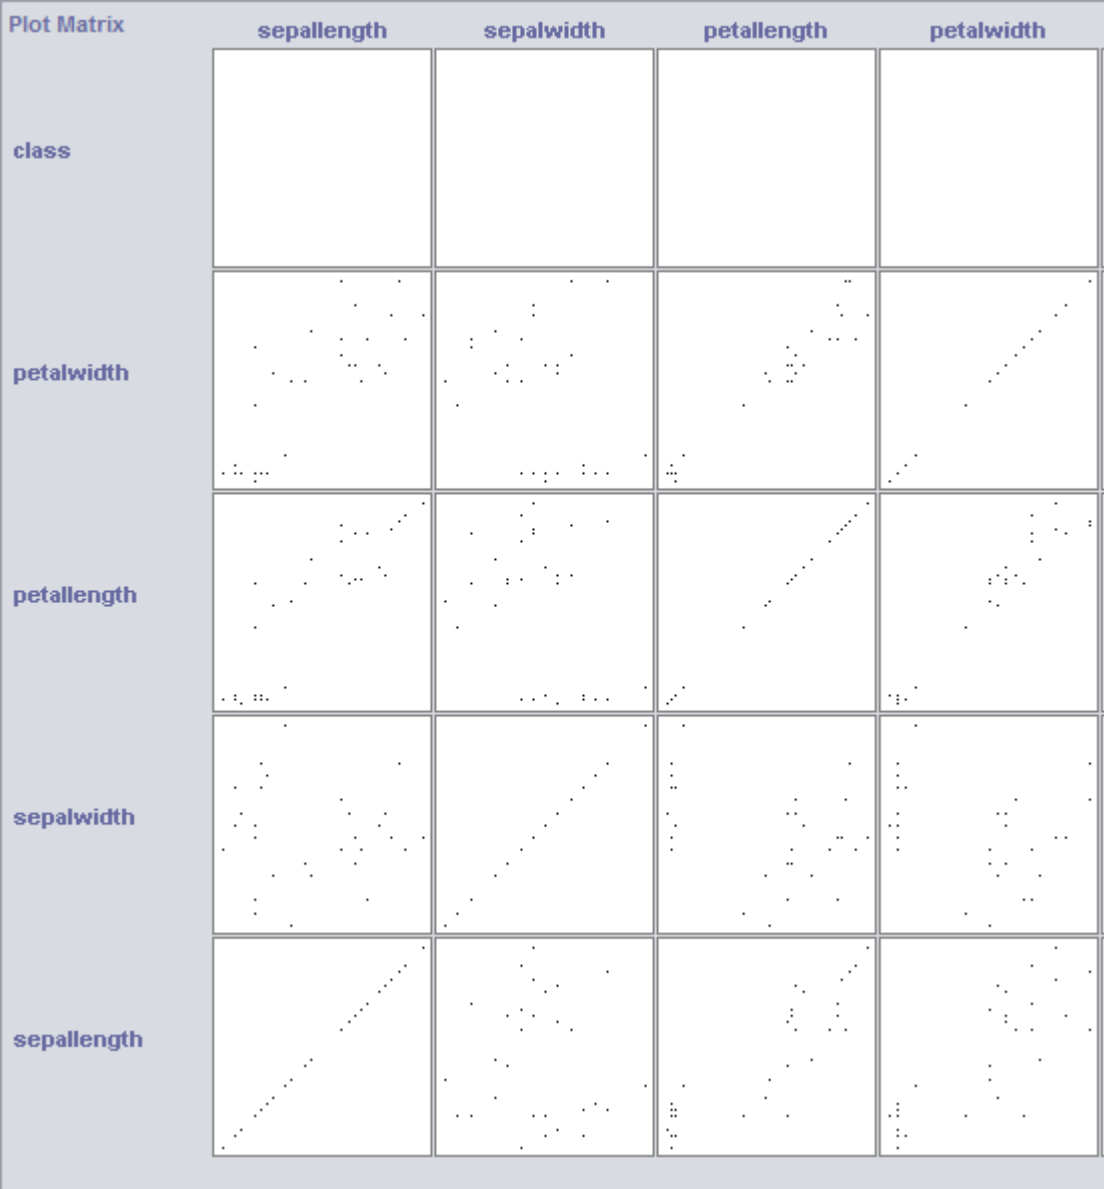 Plot Matrix
sepallength sepalwidth petallength petalwidth
class
petalwidth
petallength
sepalwidth
sepallength